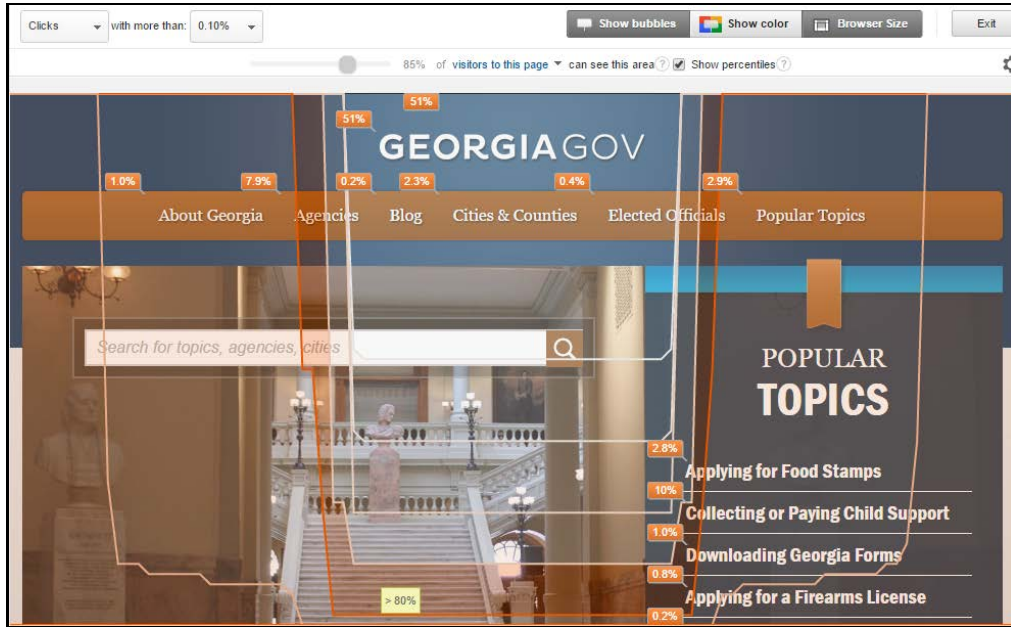 Clicks with more than: 0.10% Show bubbles Show color Browser Size Exit
85% of visitors to this page can see this area ? Show percentiles ?
51%
51%
GEORGIAGOV
1.0% 7.9% 0.2% 2.3% 0.4% 2.9%
About Georgia Agencies Blog Cities & Counties Elected Officials Popular Topics
Search for topics, agencies, cities
POPULAR
TOPICS
2.8%
Applying for Food Stamps
10%
Collecting or Paying Child Support
1.0%
Downloading Georgia Forms
0.8%
Applying for a Firearms License
> 80%
0.2%